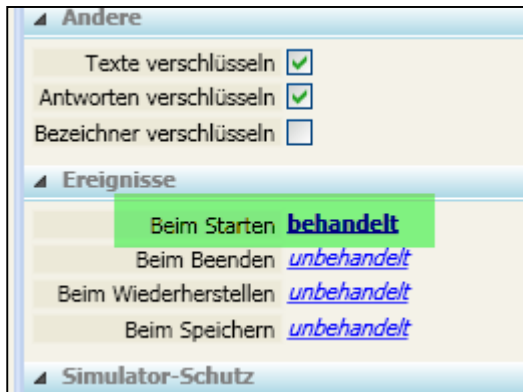 Andere
Texte verschlüsseln
Antworten verschlüsseln
Bezeichner verschlüsseln
Ereignisse
Beim Starten behandelt
Beim Beenden unbehandelt
Beim Wiederherstellen unbehandelt
Beim Speichern unbehandelt
Simulator-Schutz